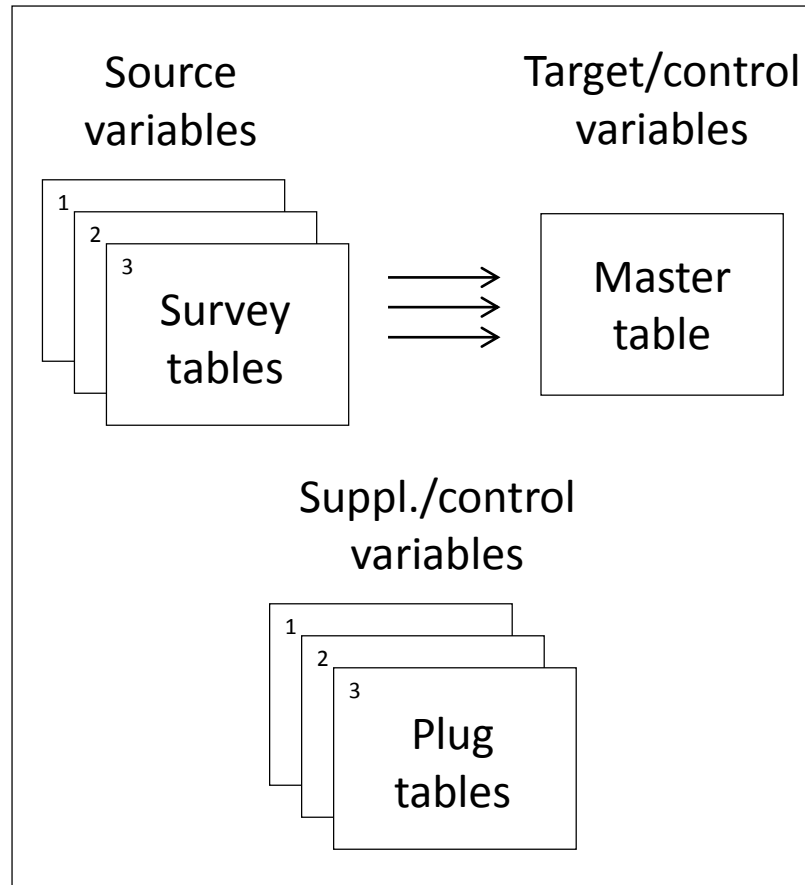 Source
variables
Target/control
variables
1
2
3
Survey
tables
Master
table
Suppl./control
variables
1
2
3
Plug
tables